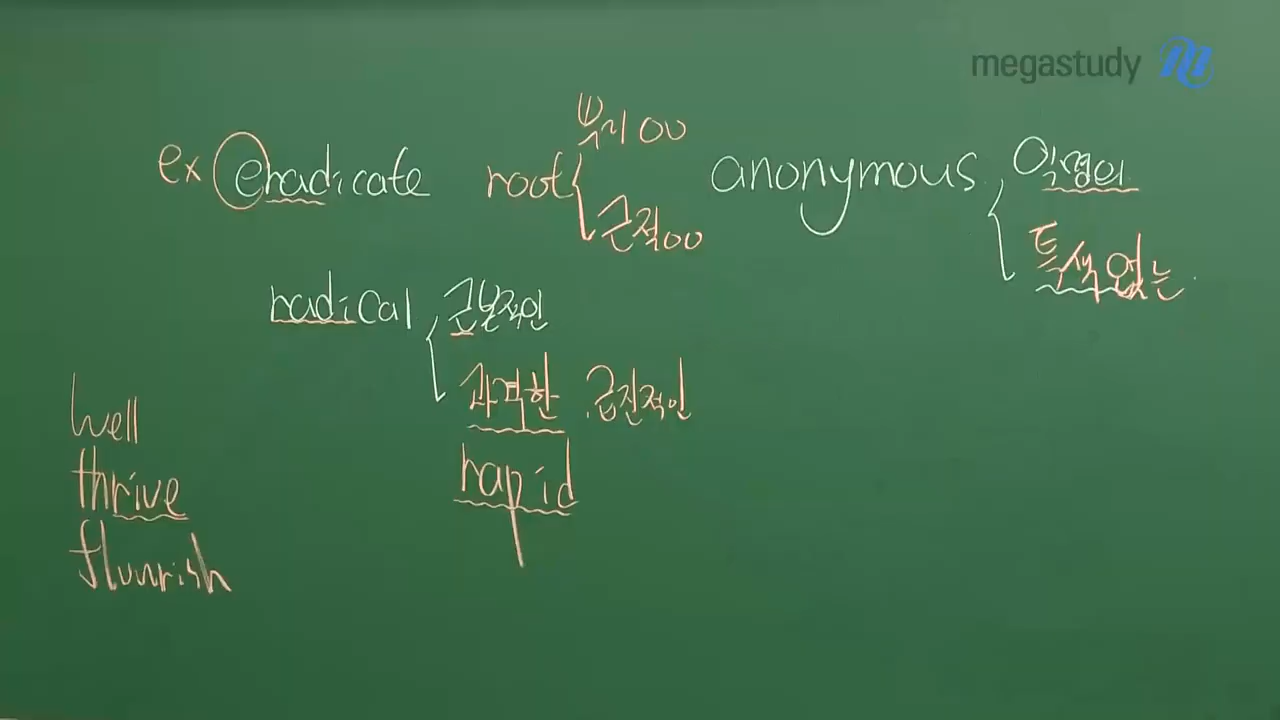 megastudy
ex eradicate root 뿌리00 anonymous, 익명의
근절00
특색없는
radical, 근본적인
과격한 급진적인
well
thrive rapid
flourish